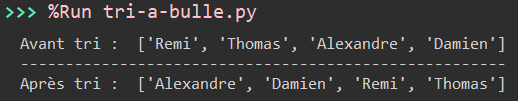 >>> %Run tri-a-bulle.py
Avant tri :  ['Remi', 'Thomas', 'Alexandre', 'Damien']
------------------------------------------------------
Après tri :  ['Alexandre', 'Damien', 'Remi', 'Thomas']